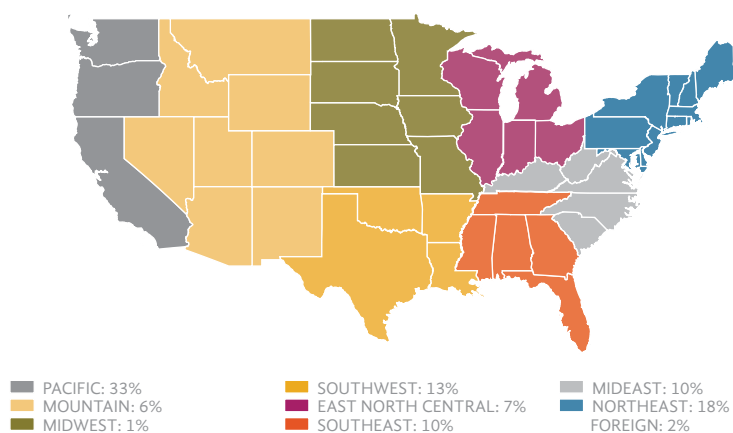 PACIFIC: 33%
MOUNTAIN: 6%
MIDWEST: 1%
SOUTHWEST: 13%
EAST NORTH CENTRAL: 7%
SOUTHEAST: 10%
MIDEAST: 10%
NORTHEAST: 18%
FOREIGN: 2%